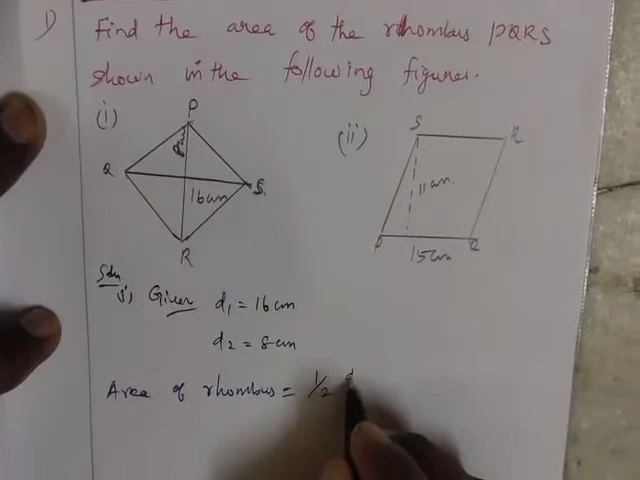 1) Find the area of the rhombus PQRS
shown in the following figures.
(i)
P
8cm
Q
S
16cm
R
(ii)
S
R
11cm.
P
Q
15cm
Soln
i) Given d₁ = 16cm
d₂ = 8cm
Area of rhombus = 1/2 d